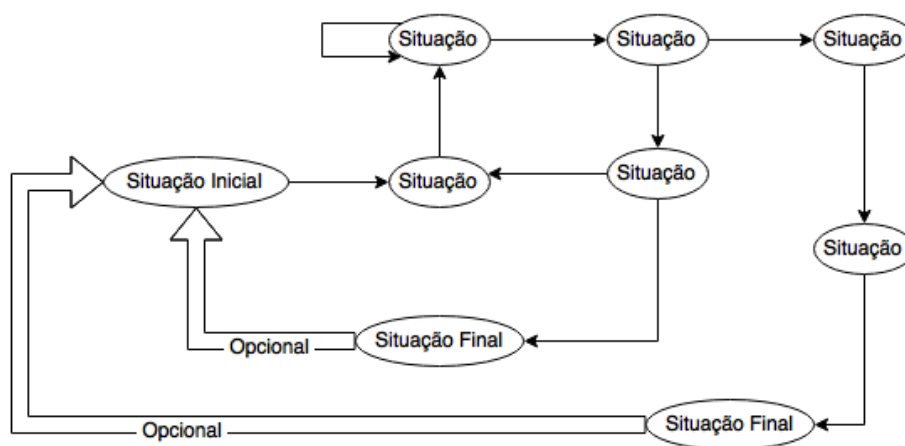 Situação
Situação
Situação
Situação Inicial
Situação
Situação
Situação
Situação Final
Opcional
Situação Final
Opcional